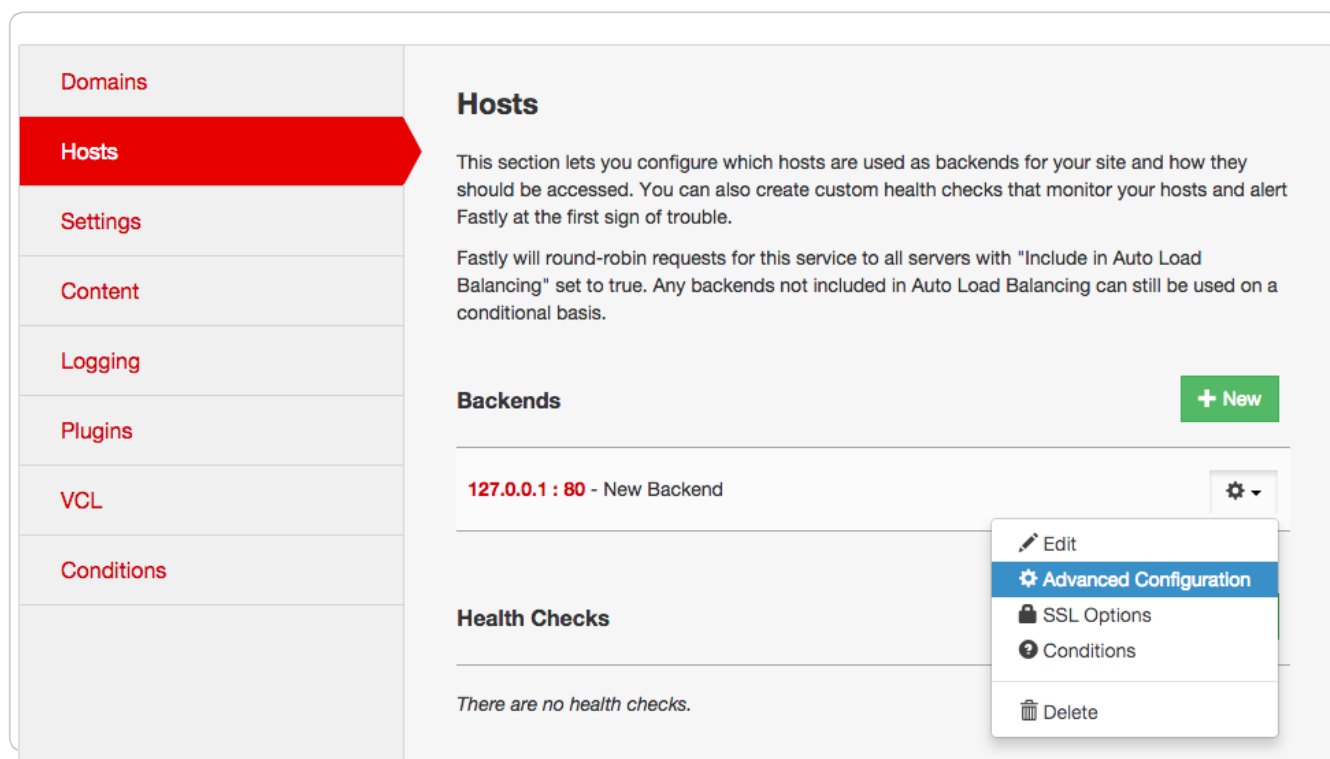 Domains
Hosts
Settings
Content
Logging
Plugins
VCL
Conditions
Hosts
This section lets you configure which hosts are used as backends for your site and how they
should be accessed. You can also create custom health checks that monitor your hosts and alert
Fastly at the first sign of trouble.
Fastly will round-robin requests for this service to all servers with "Include in Auto Load
Balancing" set to true. Any backends not included in Auto Load Balancing can still be used on a
conditional basis.
Backends
New
127.0.0.1 : 80 - New Backend
Edit
Advanced Configuration
SSL Options
Conditions
Delete
Health Checks
There are no health checks.